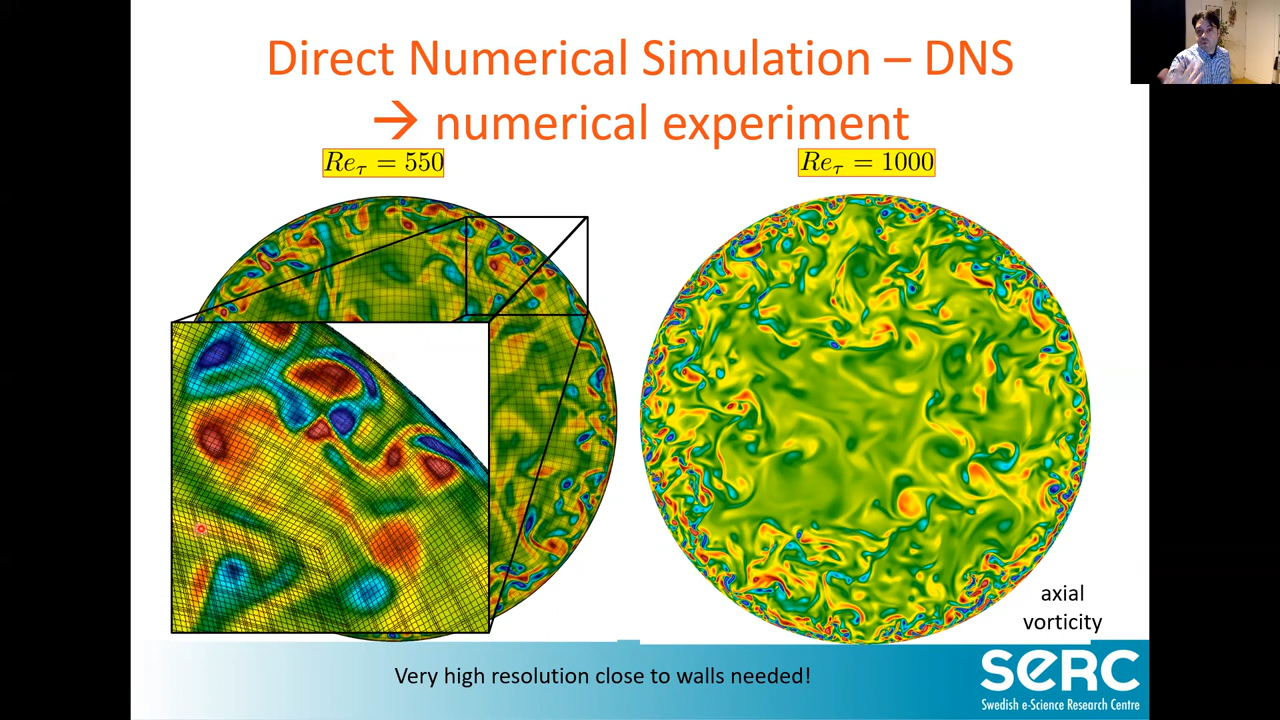 Direct Numerical Simulation – DNS
→ numerical experiment
Reτ = 550
Reτ = 1000
axial
vorticity
Very high resolution close to walls needed!
SeRC
Swedish e-Science Research Centre